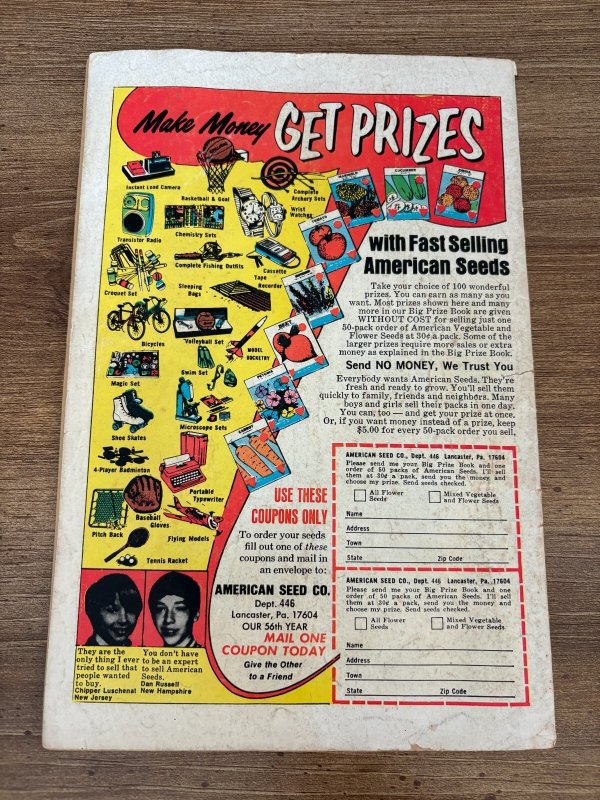 Make Money GET PRIZES
Instant Load Camera
Basketball & Goal
Complete
Archery Sets
Transistor Radio
Chemistry Sets
Wrist
Watches
Complete Fishing Outfits
Cassette
Tape
Recorder
Croquet Set
Sleeping
Bags
Bicycles
Volleyball Set
MODEL
ROCKETRY
Magic Set
Swim Set
Shoe Skates
Microscope Sets
4-Player Badminton
Portable
Typewriter
Baseball
Gloves
Pitch Back
Flying Models
Tennis Racket
CUCUMBER
TOMATO
CARROT
with Fast Selling
American Seeds
Take your choice of 100 wonderful
prizes. You can earn as many as you
want. Most prizes shown here and many
more in our Big Prize Book are given
WITHOUT COST for selling just one
50-pack order of American Vegetable and
Flower Seeds at 30¢ a pack. Some of the
larger prizes require more sales or extra
money as explained in the Big Prize Book.
Send NO MONEY, We Trust You
Everybody wants American Seeds. They're
fresh and ready to grow. You'll sell them
quickly to family, friends and neighbors. Many
boys and girls sell their packs in one day.
You can, too — and get your prize at once.
Or, if you want money instead of a prize, keep
$5.00 for every 50-pack order you sell.
USE THESE
COUPONS ONLY
To order your seeds
fill out one of these
coupons and mail in
an envelope to:
AMERICAN SEED CO.
Dept. 446
Lancaster, Pa. 17604
OUR 56th YEAR
MAIL ONE
COUPON TODAY
Give the Other
to a Friend
They are the
only thing I ever
tried to sell that
people wanted
to buy.
Chipper Luschenat
New Jersey
You don't have
to be an expert
to sell American
Seeds.
Dan Russell
New Hampshire
AMERICAN SEED CO., Dept. 446 Lancaster, Pa. 17604
Please send me your Big Prize Book and one
order of 50 packs of American Seeds. I'll sell
them at 30¢ a pack, send you the money, and
choose my prize. Send seeds checked.
All Flower
Seeds
Mixed Vegetable
and Flower Seeds
Name
Address
Town
State Zip Code
AMERICAN SEED CO., Dept. 446 Lancaster, Pa. 17604
Please send me your Big Prize Book and one
order of 50 packs of American Seeds. I'll sell
them at 30¢ a pack, send you the money and
choose my prize. Send seeds checked.
All Flower
Seeds
Mixed Vegetable
and Flower Seeds
Name
Address
Town
State Zip Code